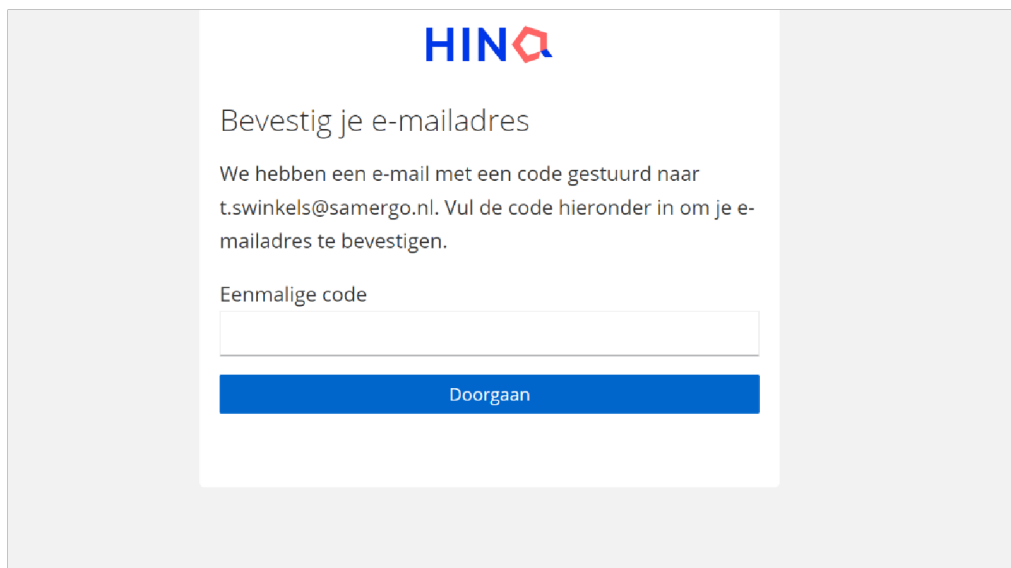 HINQ
Bevestig je e-mailadres
We hebben een e-mail met een code gestuurd naar
t.swinkels@samergo.nl. Vul de code hieronder in om je e-
mailadres te bevestigen.
Eenmalige code
Doorgaan